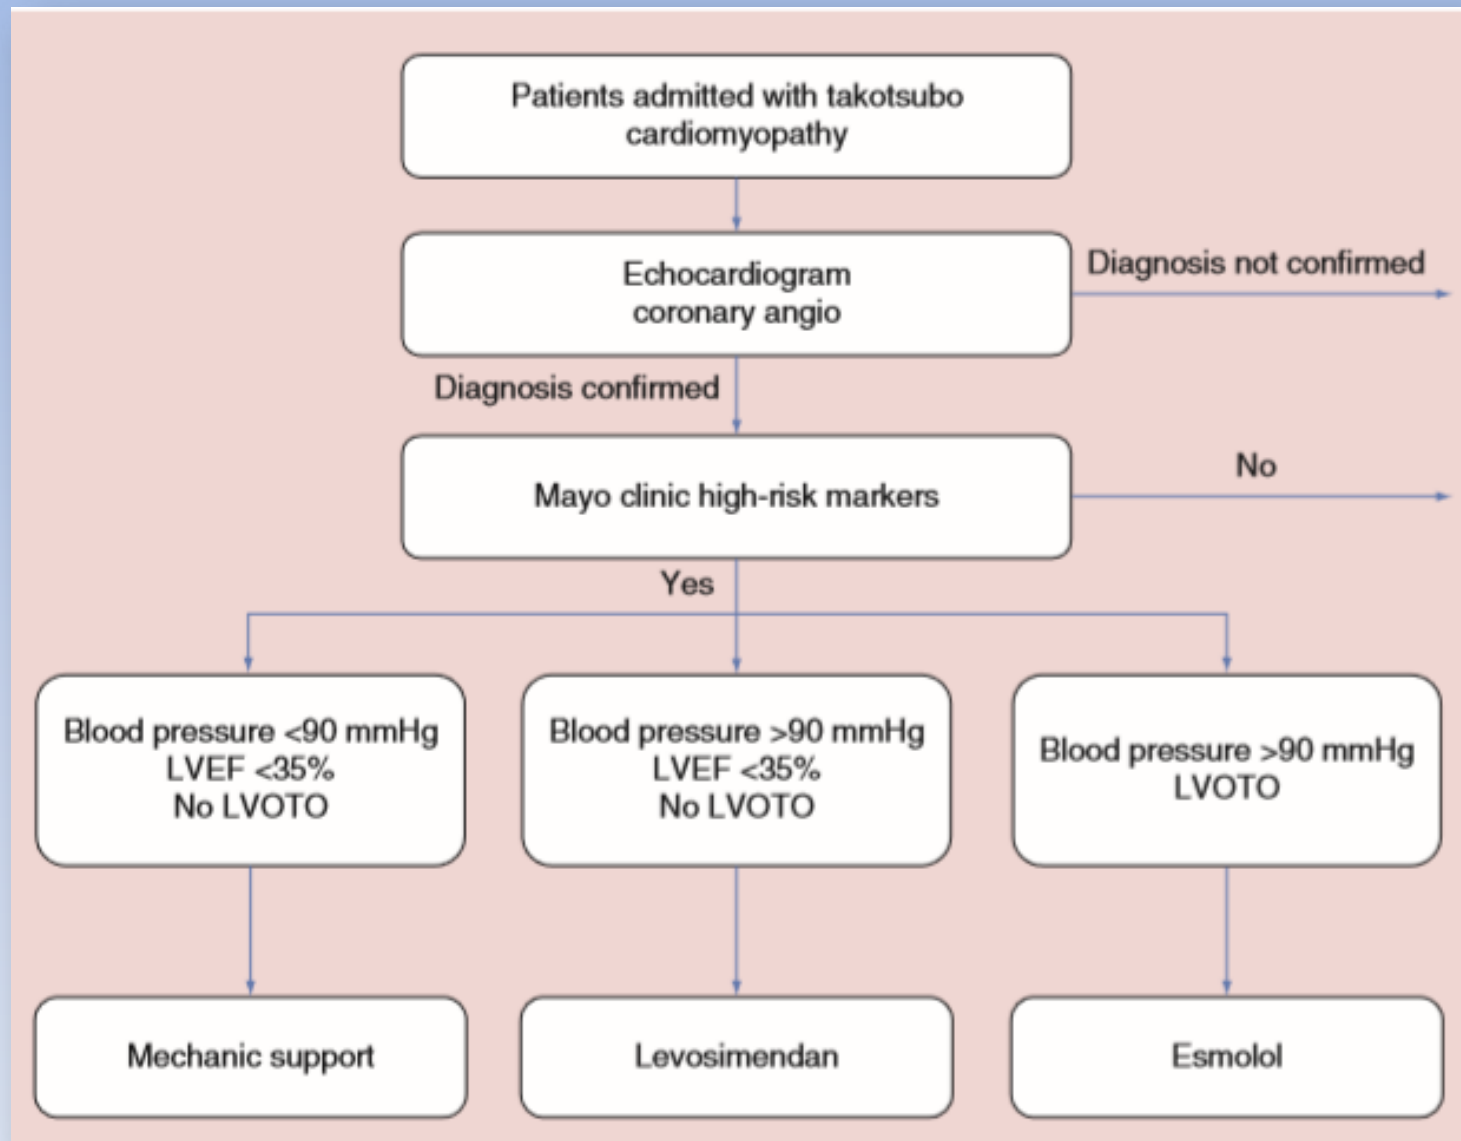 Patients admitted with takotsubo
cardiomyopathy
Echocardiogram
coronary angio
Diagnosis not confirmed
Diagnosis confirmed
Mayo clinic high-risk markers
No
Yes
Blood pressure <90 mmHg
LVEF <35%
No LVOTO
Blood pressure >90 mmHg
LVEF <35%
No LVOTO
Blood pressure >90 mmHg
LVOTO
Mechanic support
Levosimendan
Esmolol